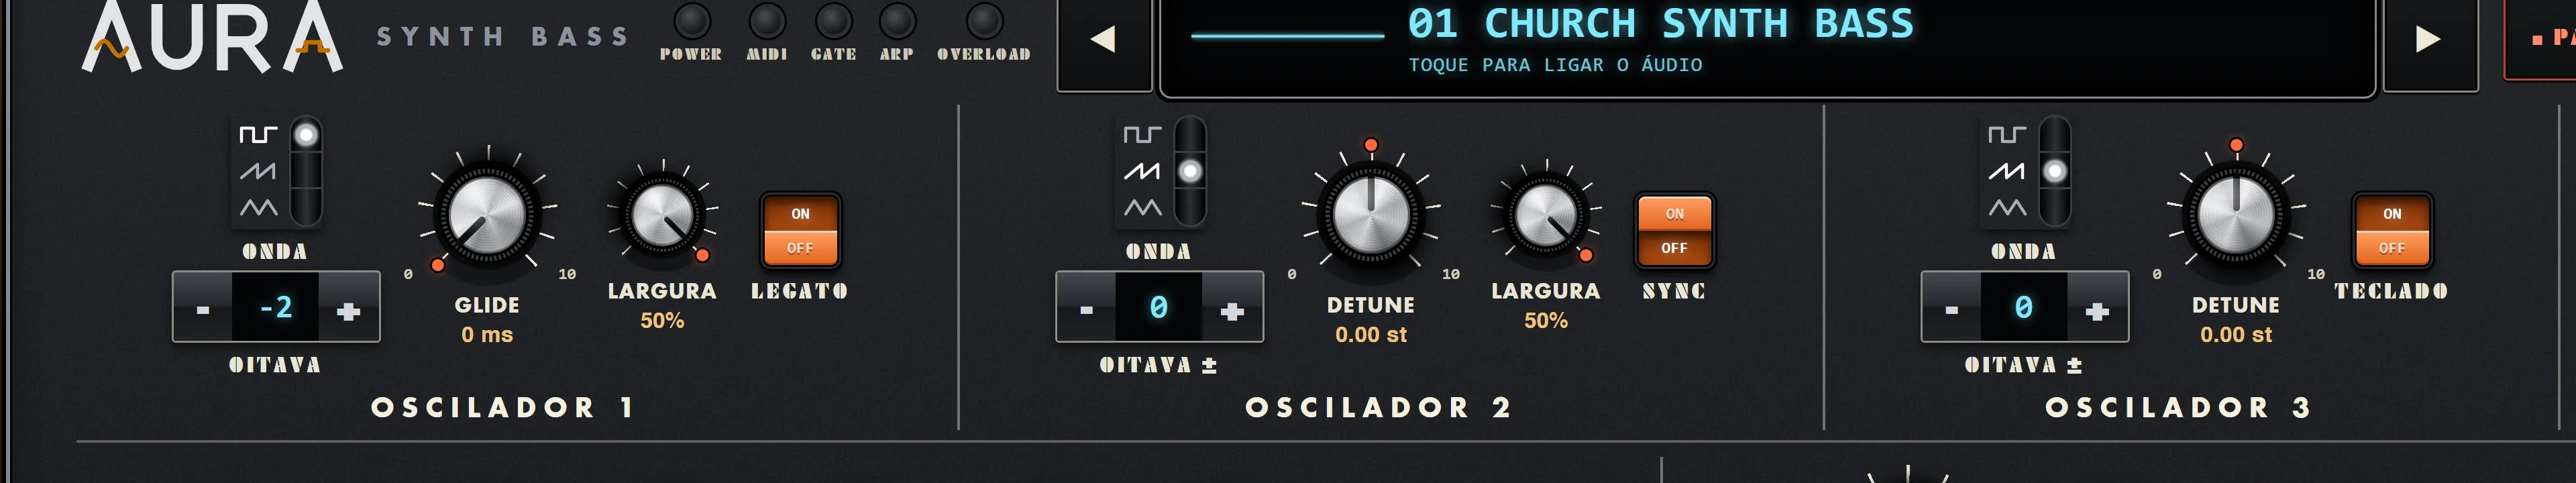 AURA SYNTH BASS
POWER MIDI GATE ARP OVERLOAD
01 CHURCH SYNTH BASS
TOQUE PARA LIGAR O ÁUDIO
ONDA
- -2 +
OITAVA
0 10
GLIDE
0 ms
LARGURA
50%
ON
OFF
LEGATO
OSCILADOR 1
ONDA
- 0 +
OITAVA ±
0 10
DETUNE
0.00 st
LARGURA
50%
ON
OFF
SYNC
OSCILADOR 2
ONDA
- 0 +
OITAVA ±
0 10
DETUNE
0.00 st
ON
OFF
TECLADO
OSCILADOR 3